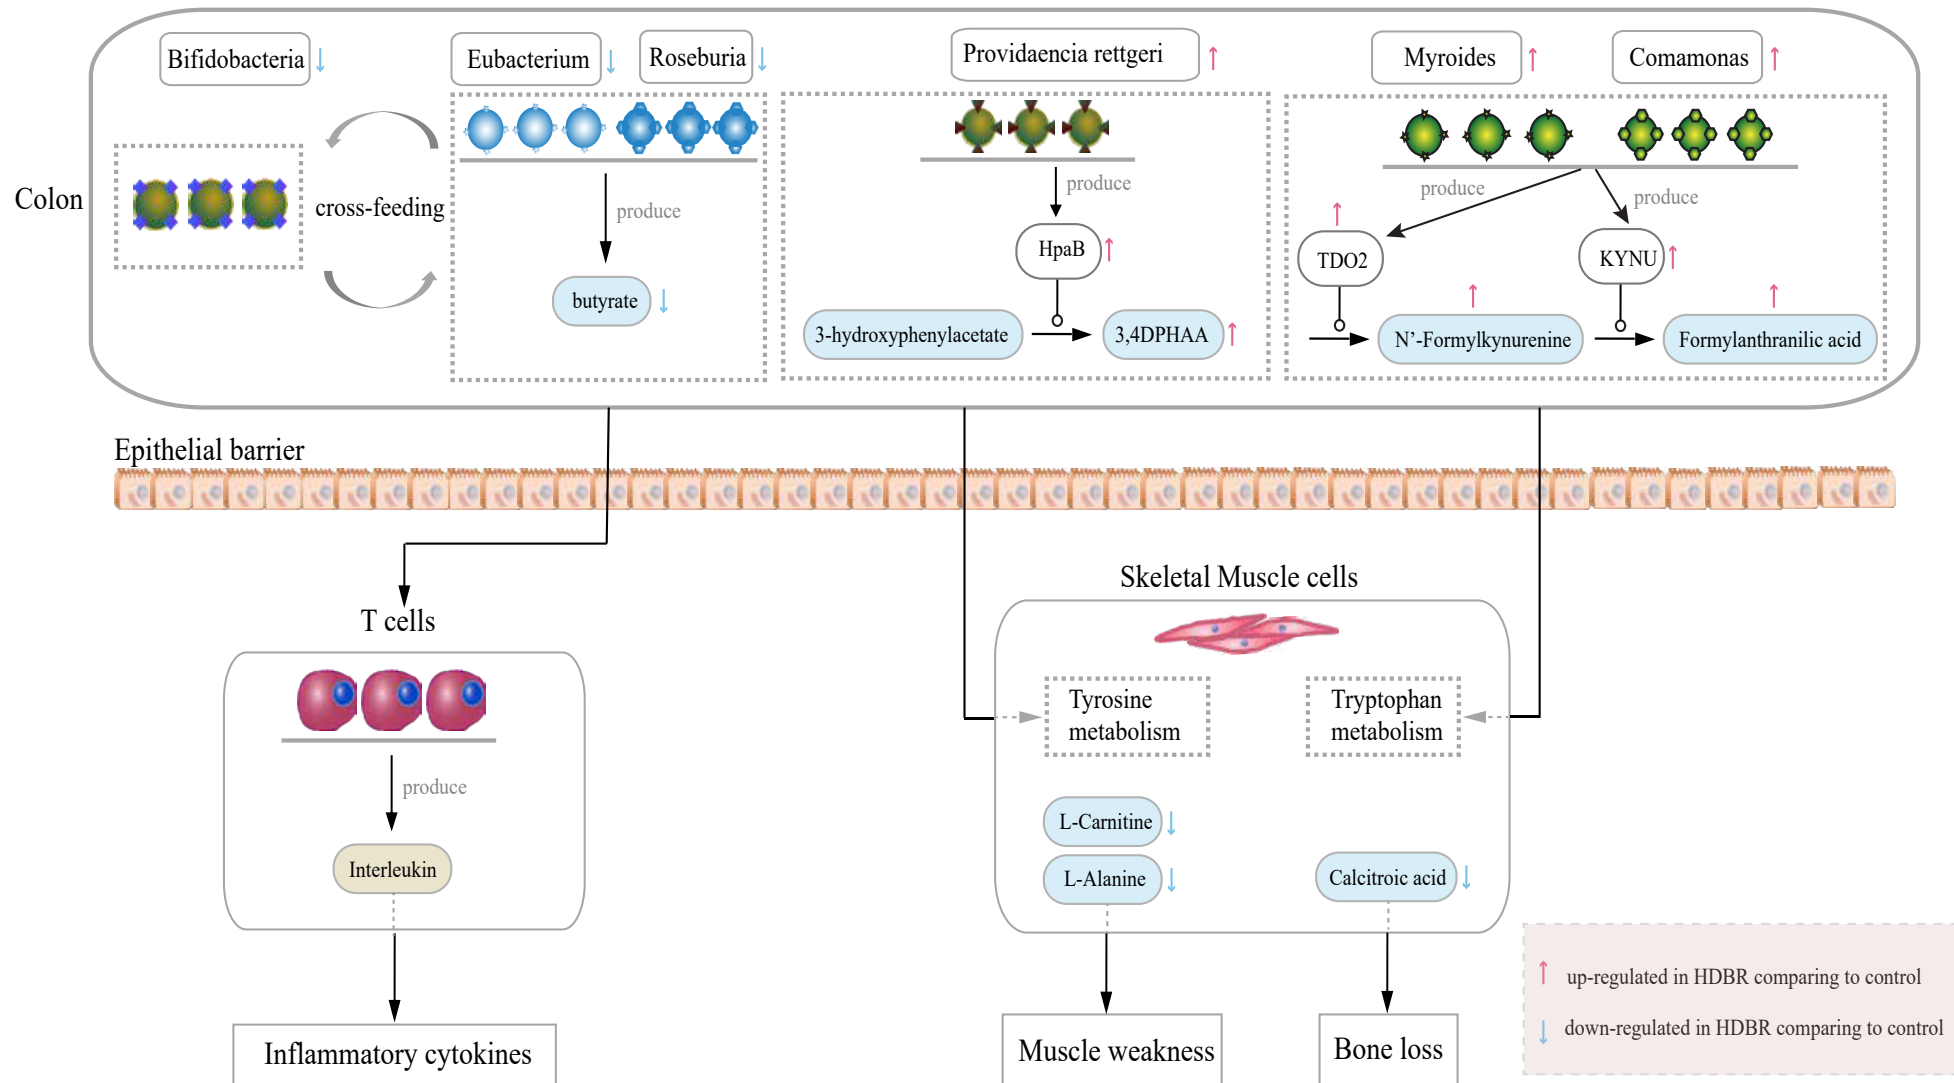 Bifidobacteria
Eubacterium
Roseburia
Providaencia rettgeri
Myroides
Comamonas
Colon
cross-feeding
produce
butyrate
produce
HpaB
3-hydroxyphenylacetate
3,4DPHAA
produce
produce
TDO2
KYNU
N’-Formylkynurenine
Formylanthranilic acid
Epithelial barrier
T cells
produce
Interleukin
Inflammatory cytokines
Skeletal Muscle cells
Tyrosine
metabolism
Tryptophan
metabolism
L-Carnitine
L-Alanine
Calcitroic acid
Muscle weakness
Bone loss
up-regulated in HDBR comparing to control
down-regulated in HDBR comparing to control